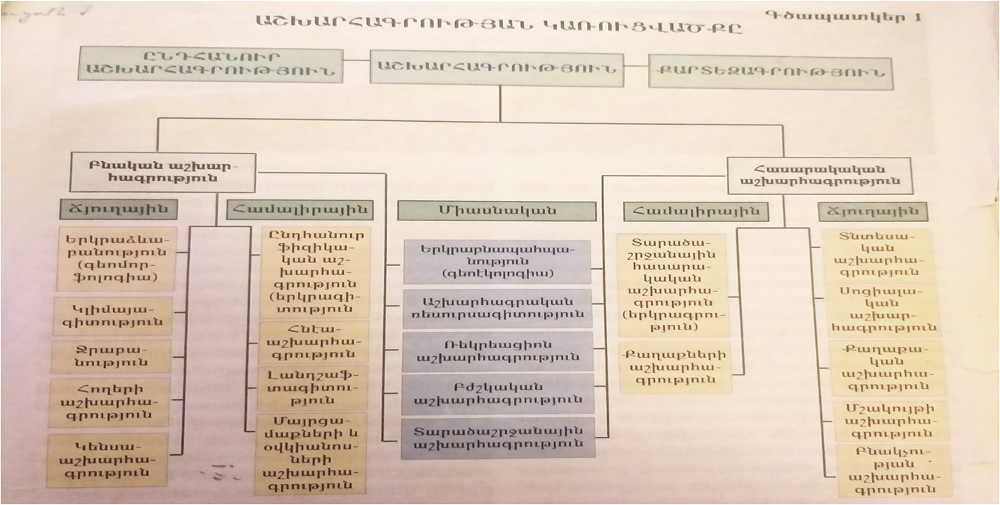 Գծապատկեր 1
ԱՇԽԱՐՀԱԳՐՈՒԹՅԱՆ ԿԱՌՈՒՑՎԱԾՔԸ
ԸՆԴՀԱՆՈՒՐ
ԱՇԽԱՐՀԱԳՐՈՒԹՅՈՒՆ
ԱՇԽԱՐՀԱԳՐՈՒԹՅՈՒՆ
ՔԱՐՏԵԶԱԳՐՈՒԹՅՈՒՆ
Բնական աշխար-
հագրություն
Հասարակական
աշխարհագրություն
Ճյուղային
Համալիրային
Միասնական
Համալիրային
Ճյուղային
Երկրաձևա-
բանություն
(գեոմոր-
ֆոլոգիա)
Կլիմայա-
գիտություն
Ջրաբա-
նություն
Հողերի
աշխարհա-
գրություն
Կենսա-
աշխարհա-
գրություն
Ընդհանուր
ֆիզիկա-
կան աշ-
խարհա-
գրություն
(երկրագի-
տություն
Հնէա-
աշխարհա-
գրություն
Լանդշաֆ-
տագիտու-
թյուն
Մայրցա-
մաքների և
օվկիանոս-
ների
աշխարհա-
գրություն
Երկրաբնապահպա-
նություն
(գեոէկոլոգիա)
Աշխարհագրական
ռեսուրսագիտություն
Ռեկրեացիոն
աշխարհագրություն
Բժշկական
աշխարհագրություն
Տարածաշրջանային
աշխարհագրություն
Տարածա-
շրջանային
հասարա-
կական
աշխարհա-
գրություն
(երկրագրու-
թյուն)
Քաղաքների
աշխարհա-
գրություն
Տնտեսա-
կան
աշխարհա-
գրություն
Սոցիալա-
կան
աշխար-
հագրություն
Քաղաքա-
կան
աշխարհա-
գրություն
Մշակույթի
աշխարհա-
գրություն
Բնակչու-
թյան
աշխարհա-
գրություն